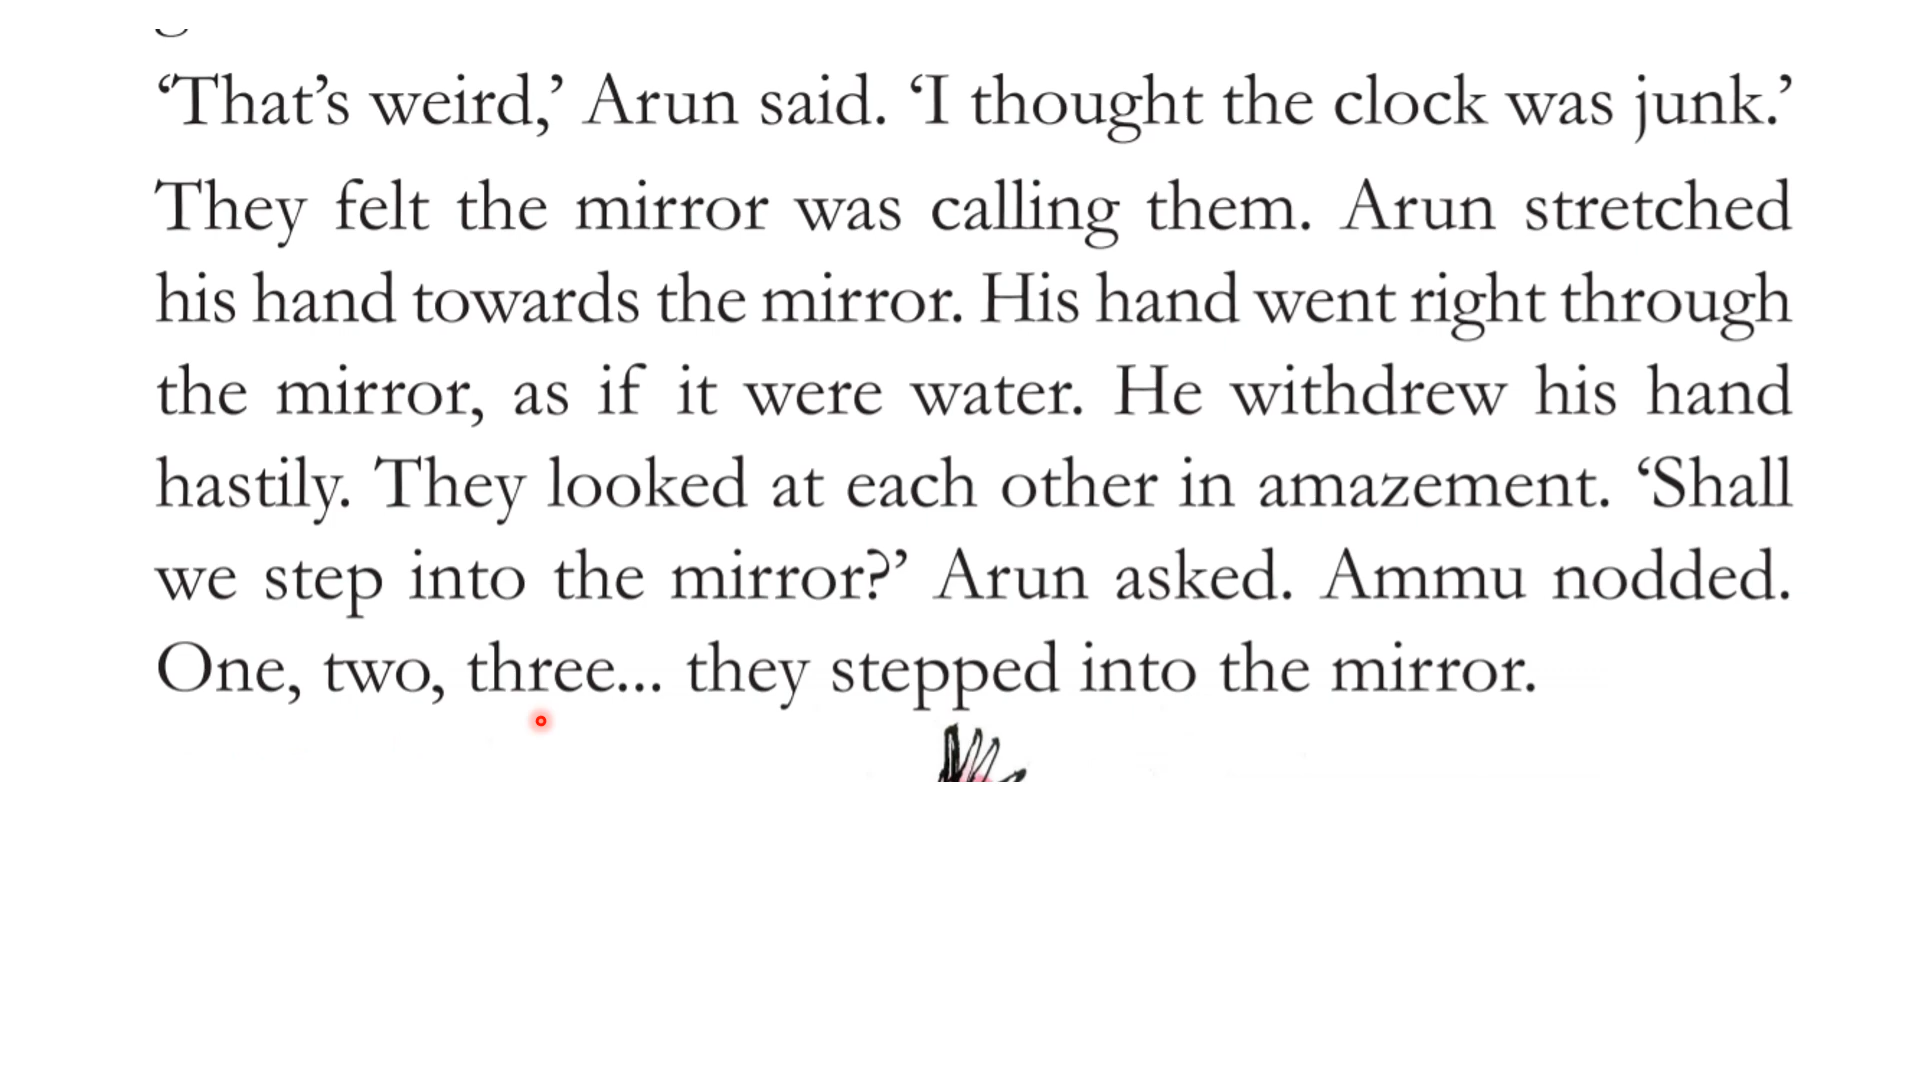 ‘That’s weird,’ Arun said. ‘I thought the clock was junk.’
They felt the mirror was calling them. Arun stretched
his hand towards the mirror. His hand went right through
the mirror, as if it were water. He withdrew his hand
hastily. They looked at each other in amazement. ‘Shall
we step into the mirror?’ Arun asked. Ammu nodded.
One, two, three... they stepped into the mirror.